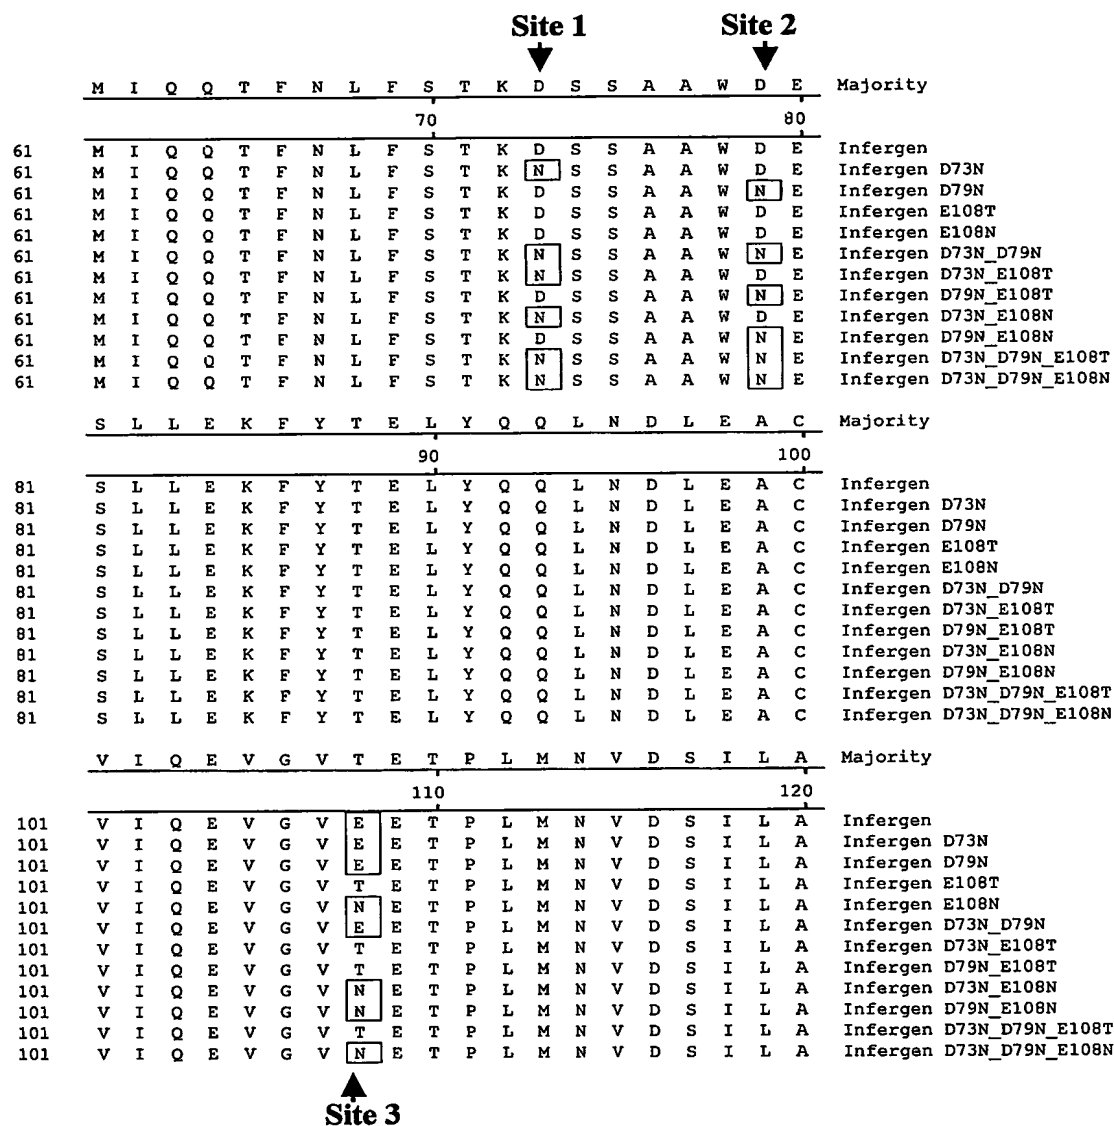 Site 1 Site 2
M I Q Q T F N L F S T K D S S A A W D E Majority
70 80
61 M I Q Q T F N L F S T K D S S A A W D E Infergen
61 M I Q Q T F N L F S T K N S S A A W D E Infergen D73N
61 M I Q Q T F N L F S T K D S S A A W N E Infergen D79N
61 M I Q Q T F N L F S T K D S S A A W D E Infergen E108T
61 M I Q Q T F N L F S T K D S S A A W D E Infergen E108N
61 M I Q Q T F N L F S T K N S S A A W N E Infergen D73N_D79N
61 M I Q Q T F N L F S T K N S S A A W D E Infergen D73N_E108T
61 M I Q Q T F N L F S T K D S S A A W N E Infergen D79N_E108T
61 M I Q Q T F N L F S T K N S S A A W D E Infergen D73N_E108N
61 M I Q Q T F N L F S T K D S S A A W N E Infergen D79N_E108N
61 M I Q Q T F N L F S T K N S S A A W N E Infergen D73N_D79N_E108T
61 M I Q Q T F N L F S T K N S S A A W N E Infergen D73N_D79N_E108N
S L L E K F Y T E L Y Q Q L N D L E A C Majority
90 100
81 S L L E K F Y T E L Y Q Q L N D L E A C Infergen
81 S L L E K F Y T E L Y Q Q L N D L E A C Infergen D73N
81 S L L E K F Y T E L Y Q Q L N D L E A C Infergen D79N
81 S L L E K F Y T E L Y Q Q L N D L E A C Infergen E108T
81 S L L E K F Y T E L Y Q Q L N D L E A C Infergen E108N
81 S L L E K F Y T E L Y Q Q L N D L E A C Infergen D73N_D79N
81 S L L E K F Y T E L Y Q Q L N D L E A C Infergen D73N_E108T
81 S L L E K F Y T E L Y Q Q L N D L E A C Infergen D79N_E108T
81 S L L E K F Y T E L Y Q Q L N D L E A C Infergen D73N_E108N
81 S L L E K F Y T E L Y Q Q L N D L E A C Infergen D79N_E108N
81 S L L E K F Y T E L Y Q Q L N D L E A C Infergen D73N_D79N_E108T
81 S L L E K F Y T E L Y Q Q L N D L E A C Infergen D73N_D79N_E108N
V I Q E V G V T E T P L M N V D S I L A Majority
110 120
101 V I Q E V G V E E T P L M N V D S I L A Infergen
101 V I Q E V G V E E T P L M N V D S I L A Infergen D73N
101 V I Q E V G V E E T P L M N V D S I L A Infergen D79N
101 V I Q E V G V T E T P L M N V D S I L A Infergen E108T
101 V I Q E V G V N E T P L M N V D S I L A Infergen E108N
101 V I Q E V G V E E T P L M N V D S I L A Infergen D73N_D79N
101 V I Q E V G V T E T P L M N V D S I L A Infergen D73N_E108T
101 V I Q E V G V T E T P L M N V D S I L A Infergen D79N_E108T
101 V I Q E V G V N E T P L M N V D S I L A Infergen D73N_E108N
101 V I Q E V G V N E T P L M N V D S I L A Infergen D79N_E108N
101 V I Q E V G V T E T P L M N V D S I L A Infergen D73N_D79N_E108T
101 V I Q E V G V N E T P L M N V D S I L A Infergen D73N_D79N_E108N
Site 3